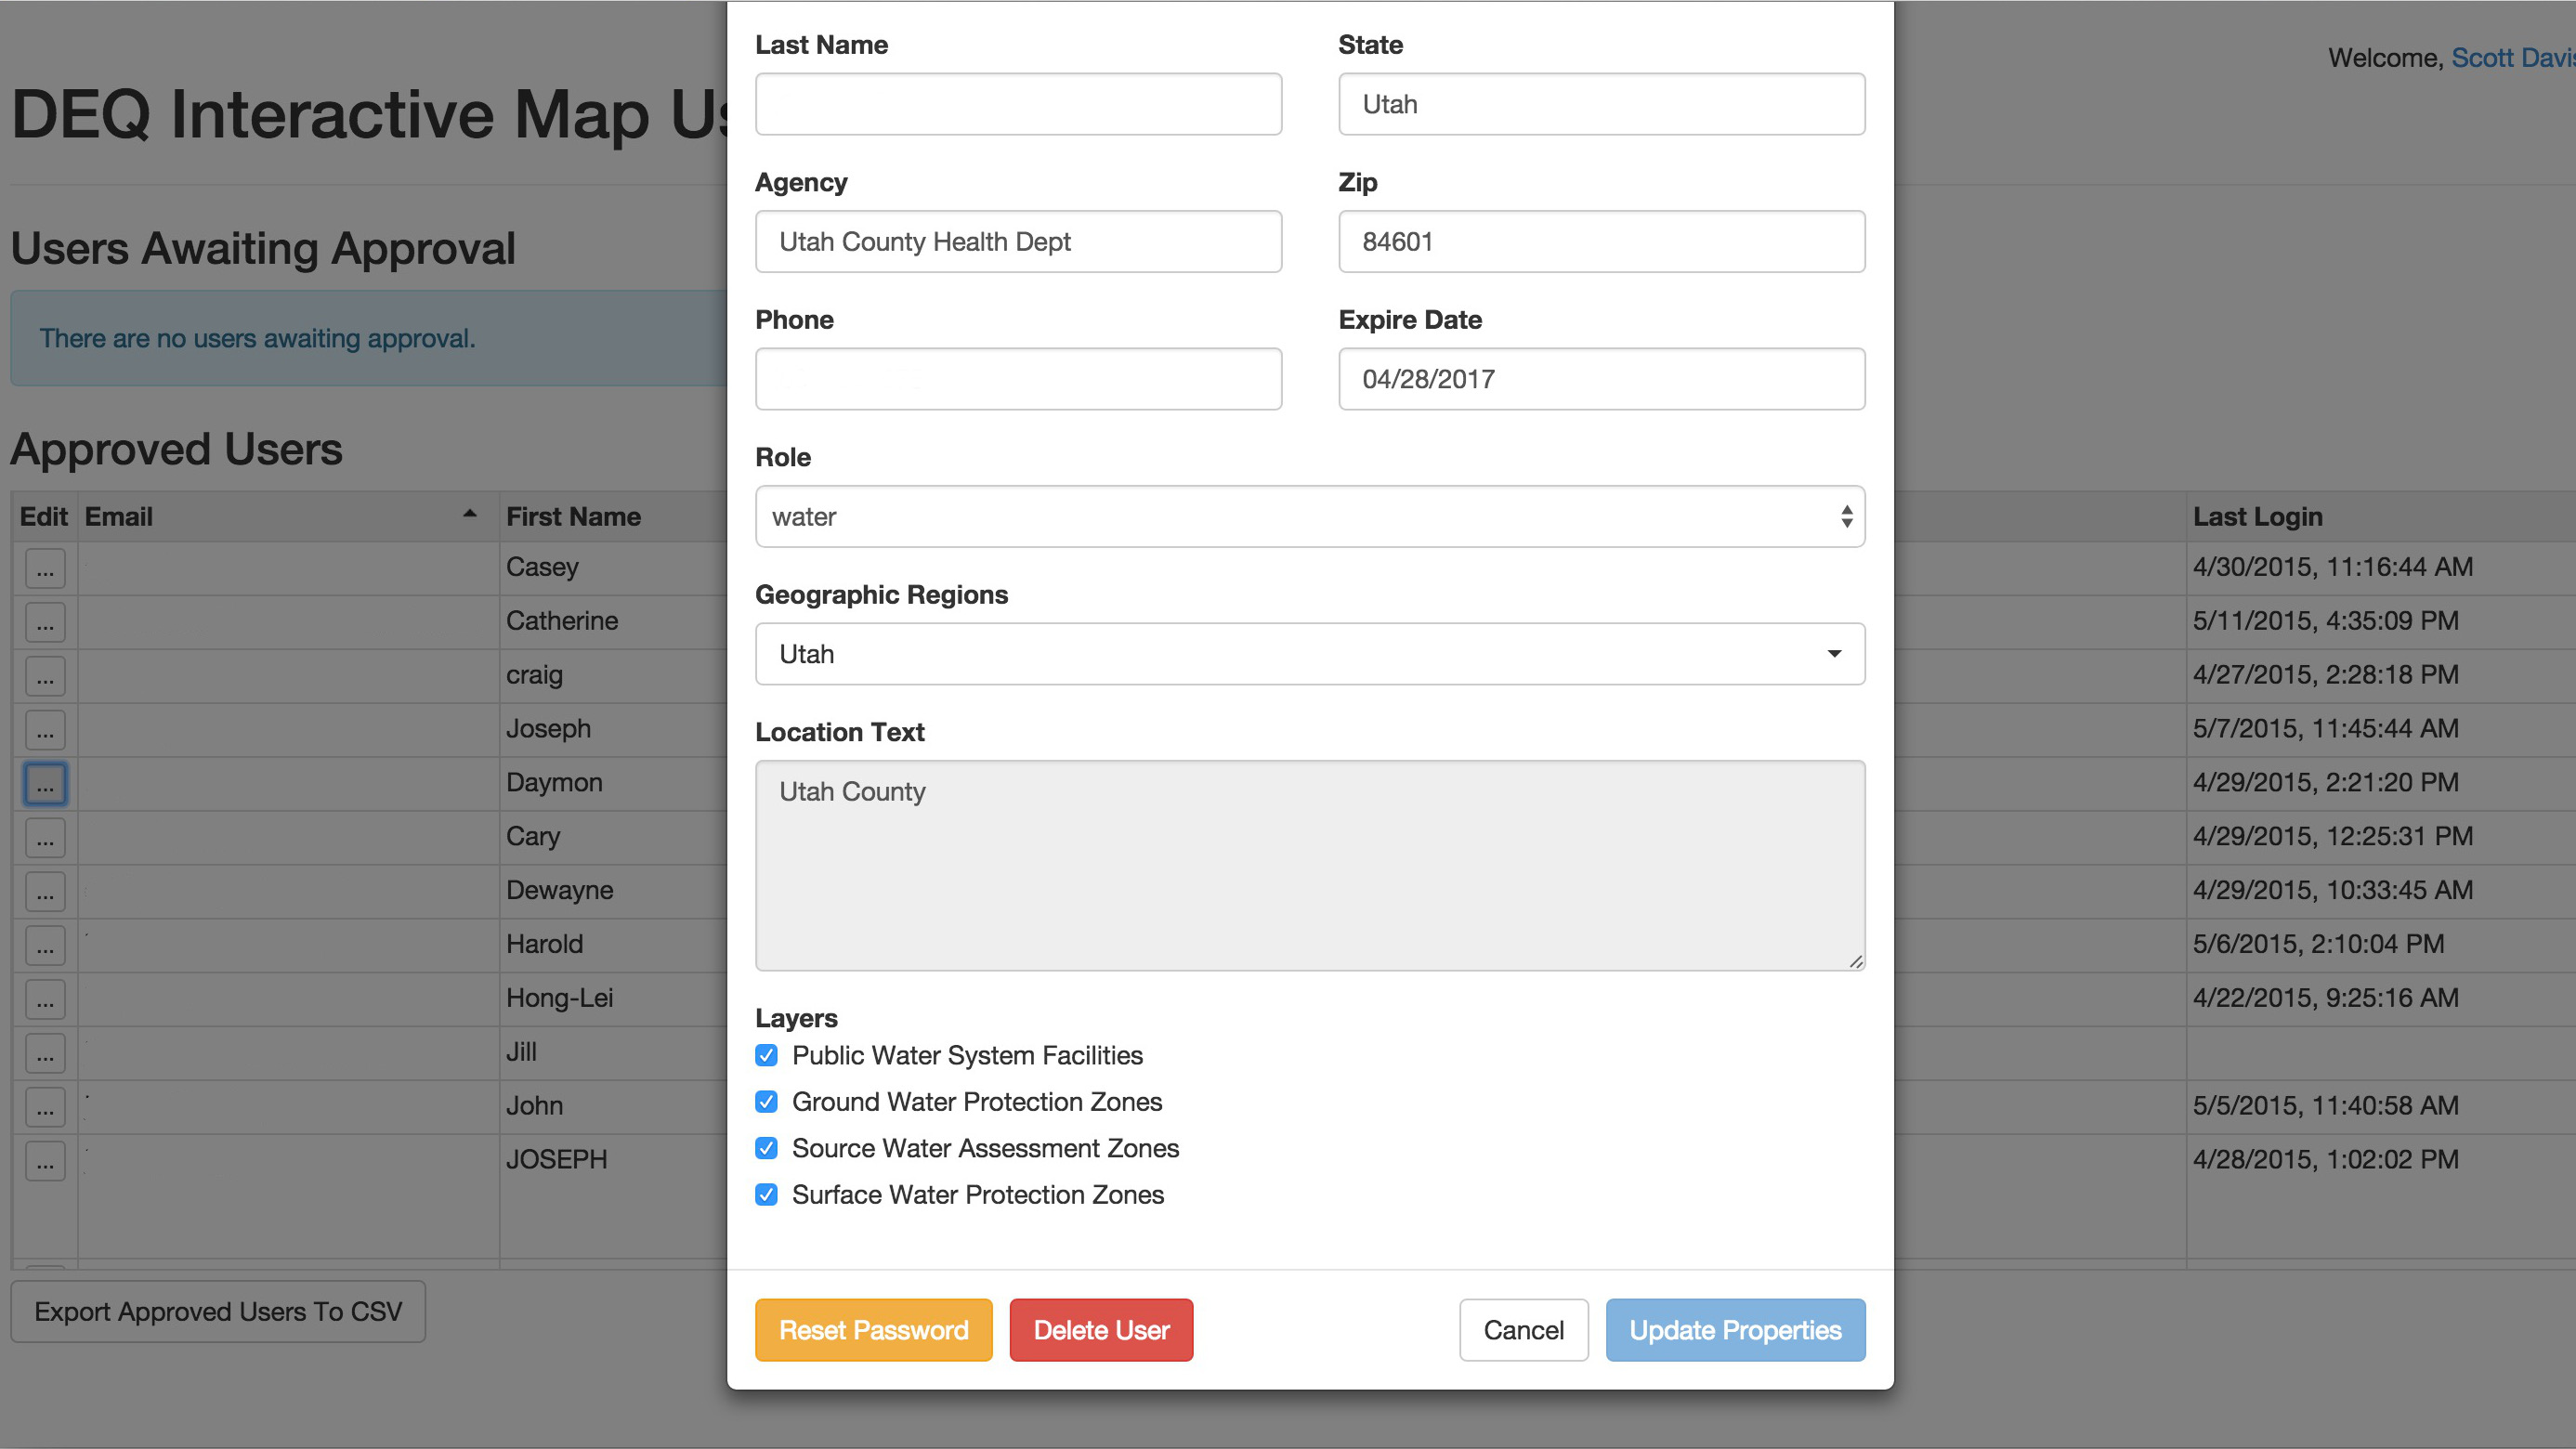 Welcome, Scott Davis
DEQ Interactive Map Us
Users Awaiting Approval
There are no users awaiting approval.
Approved Users
Edit Email First Name Last Login
... Casey 4/30/2015, 11:16:44 AM
... Catherine 5/11/2015, 4:35:09 PM
... craig 4/27/2015, 2:28:18 PM
... Joseph 5/7/2015, 11:45:44 AM
... Daymon 4/29/2015, 2:21:20 PM
... Cary 4/29/2015, 12:25:31 PM
... Dewayne 4/29/2015, 10:33:45 AM
... Harold 5/6/2015, 2:10:04 PM
... Hong-Lei 4/22/2015, 9:25:16 AM
... Jill
... John 5/5/2015, 11:40:58 AM
... JOSEPH 4/28/2015, 1:02:02 PM
Export Approved Users To CSV
Last Name State
Utah
Agency Zip
Utah County Health Dept 84601
Phone Expire Date
04/28/2017
Role
water
Geographic Regions
Utah
Location Text
Utah County
Layers
Public Water System Facilities
Ground Water Protection Zones
Source Water Assessment Zones
Surface Water Protection Zones
Reset Password Delete User Cancel Update Properties